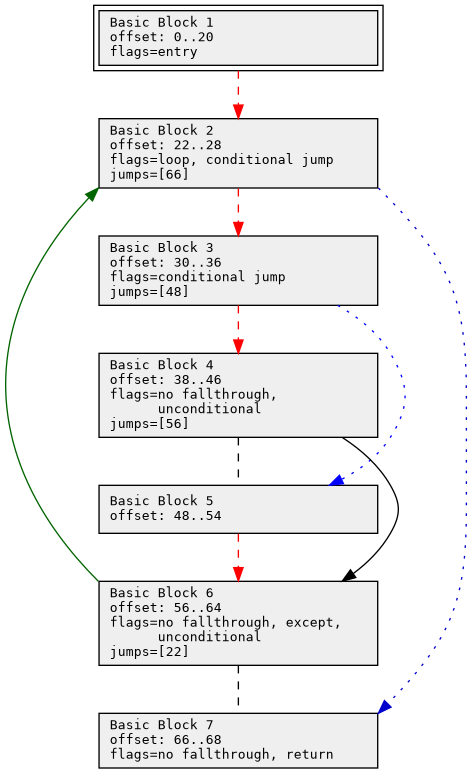 Basic Block 1
offset: 0..20
flags=entry
Basic Block 2
offset: 22..28
flags=loop, conditional jump
jumps=[66]
Basic Block 3
offset: 30..36
flags=conditional jump
jumps=[48]
Basic Block 4
offset: 38..46
flags=no fallthrough,
unconditional
jumps=[56]
Basic Block 5
offset: 48..54
Basic Block 6
offset: 56..64
flags=no fallthrough, except,
unconditional
jumps=[22]
Basic Block 7
offset: 66..68
flags=no fallthrough, return